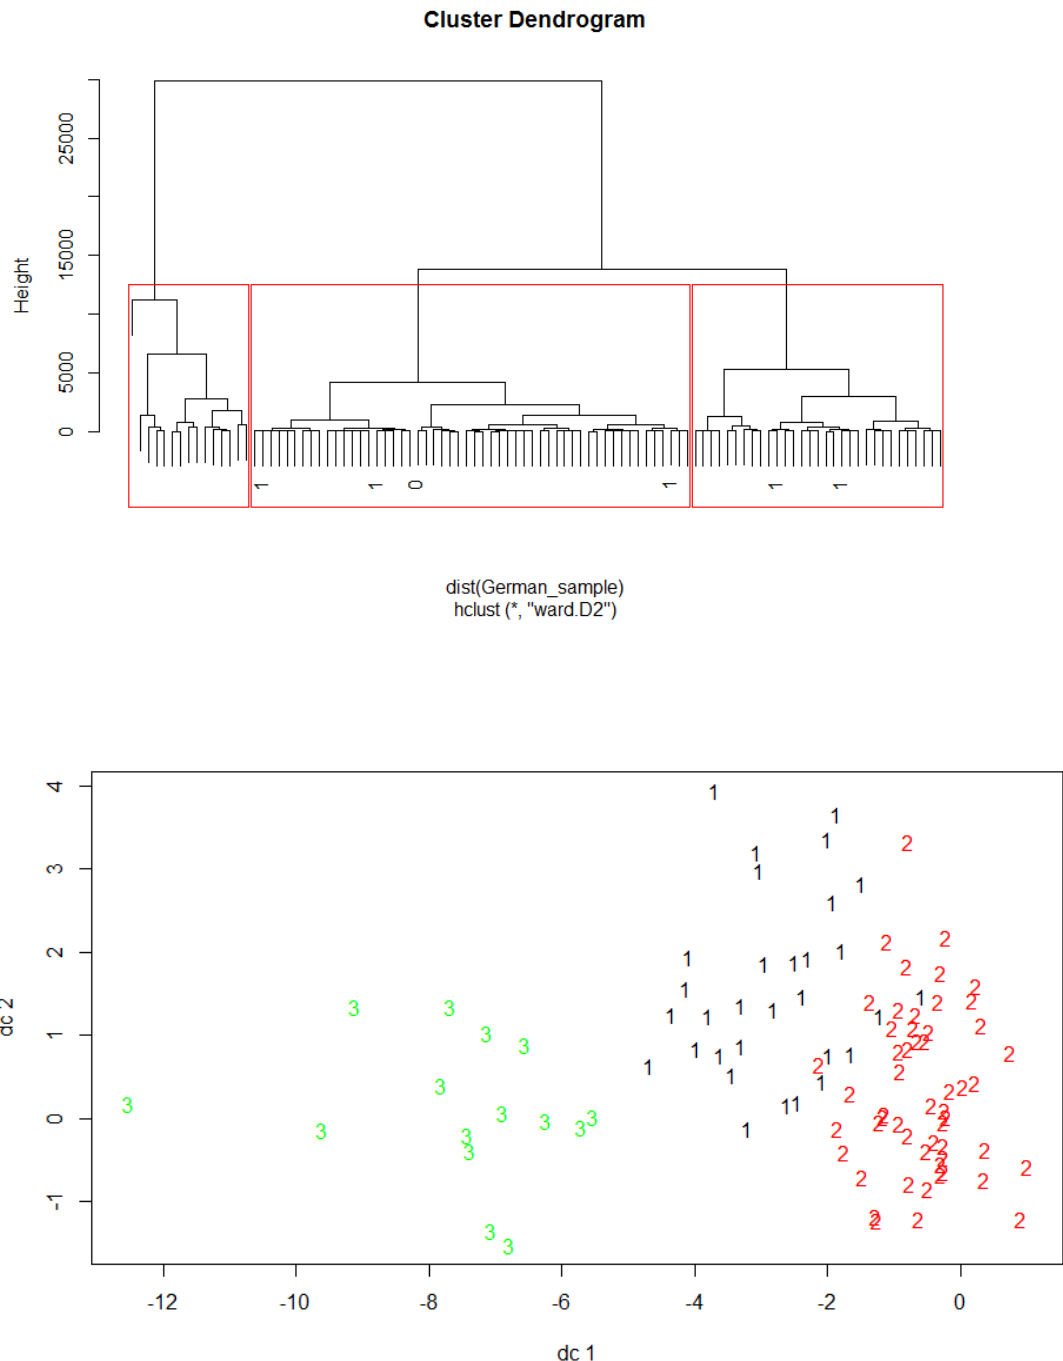 Cluster Dendrogram
Height
25000
15000
5000
0
1 1 0 1 1 1
dist(German_sample)
hclust (*, "ward.D2")
dc 2
4
3
2
1
0
-1
-12 -10 -8 -6 -4 -2 0
dc 1